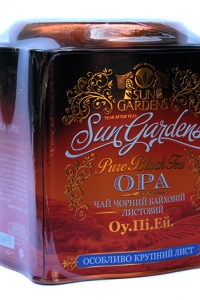 SUN
GARDENS
YEAR AFTER YEAR
Sun Gardens
Pure Black Tea
OPA
ЧАЙ ЧОРНИЙ БАЙХОВИЙ
ЛИСТОВИЙ
Оу.Пі.Ей.
ОСОБЛИВО КРУПНИЙ ЛИСТ